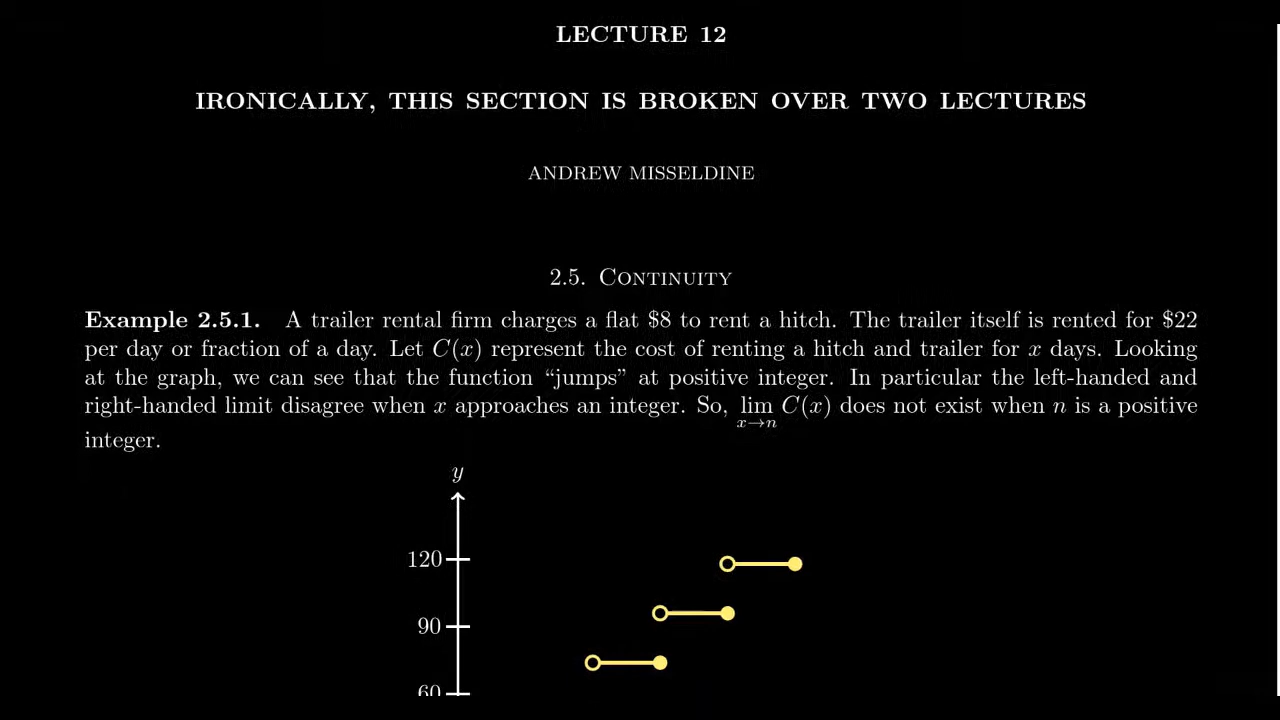 LECTURE 12
IRONICALLY, THIS SECTION IS BROKEN OVER TWO LECTURES
ANDREW MISSELDINE
2.5. Continuity
Example 2.5.1. A trailer rental firm charges a flat $8 to rent a hitch. The trailer itself is rented for $22
per day or fraction of a day. Let C(x) represent the cost of renting a hitch and trailer for x days. Looking
at the graph, we can see that the function “jumps” at positive integer. In particular the left-handed and
right-handed limit disagree when x approaches an integer. So, lim C(x) does not exist when n is a positive
x→n
integer.
y
120
90
60